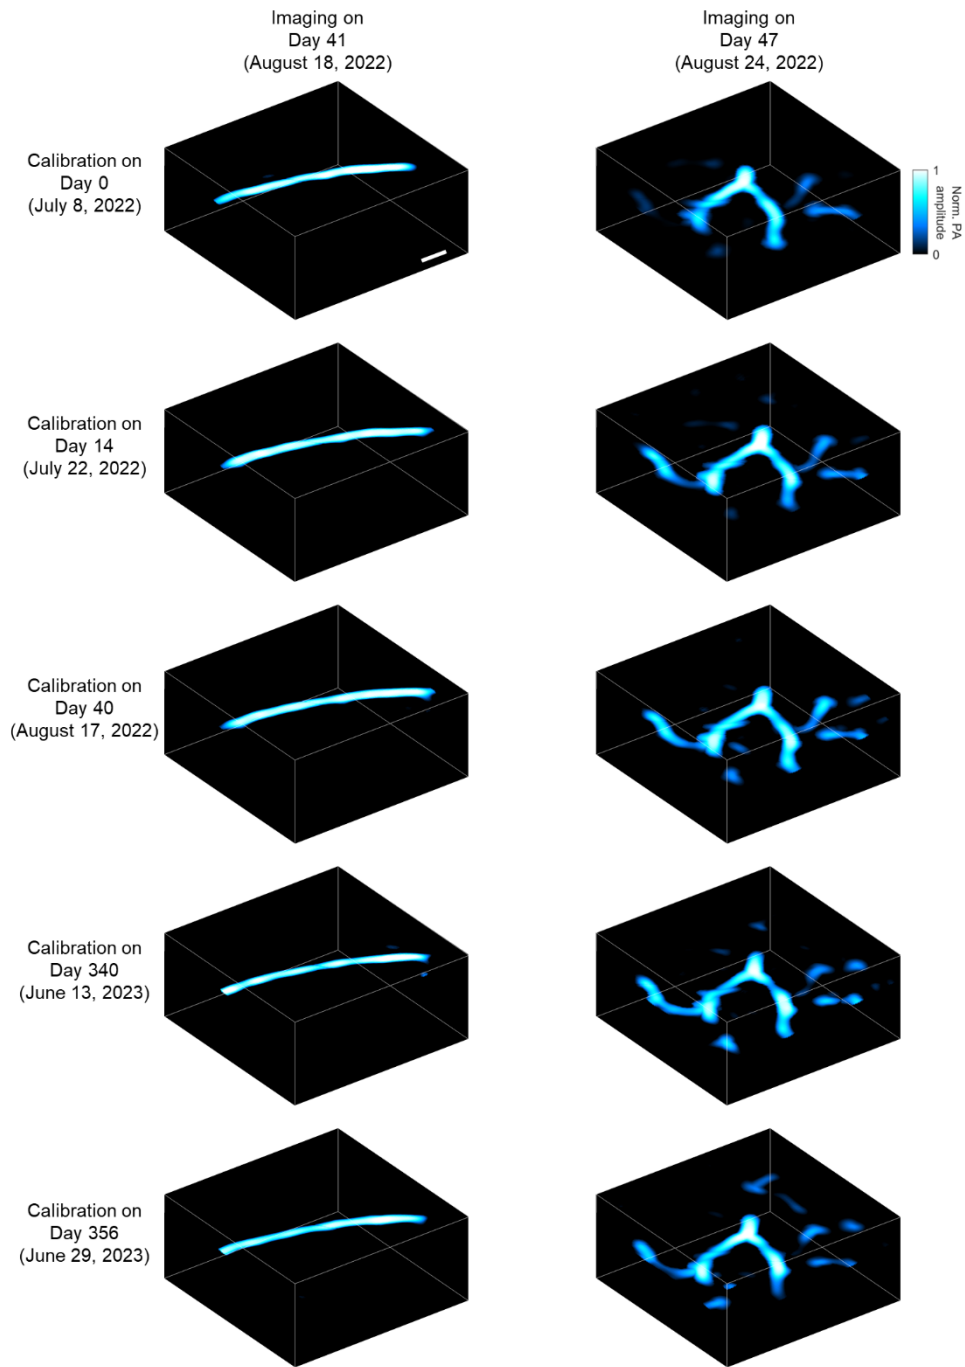 Imaging on
Day 41
(August 18, 2022)
Imaging on
Day 47
(August 24, 2022)
Calibration on
Day 0
(July 8, 2022)
1
0
Norm. PA
amplitude
Calibration on
Day 14
(July 22, 2022)
Calibration on
Day 40
(August 17, 2022)
Calibration on
Day 340
(June 13, 2023)
Calibration on
Day 356
(June 29, 2023)